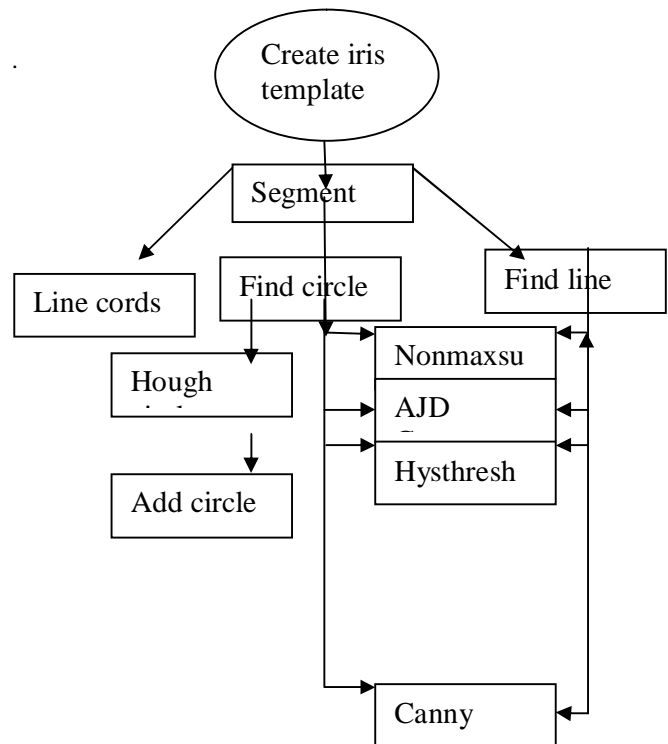 .
Create iris
template
Segment
Find circle
Find line
Line cords
Nonmaxsu
Hough
AJD
Hysthresh
Add circle
Canny